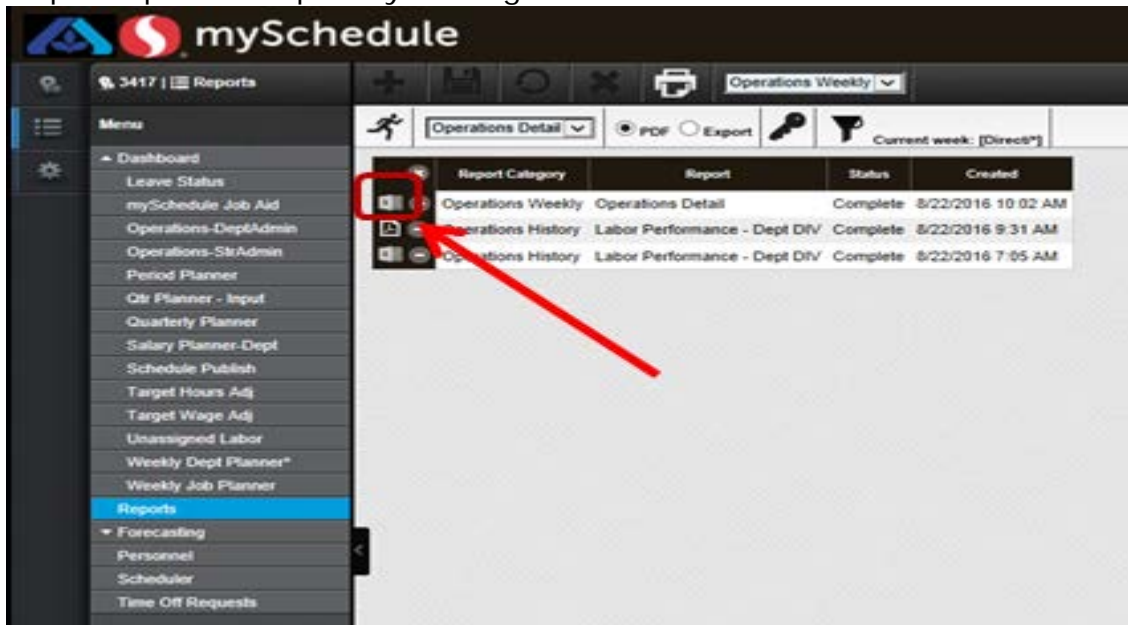 mySchedule
3417 | Reports
Operations Weekly
Menu
Operations Detail
PDF
Export
Current week: [Directi*]
Dashboard
Leave Status
mySchedule Job Aid
Operations-DeptAdmin
Operations-StrAdmin
Period Planner
Qtr Planner - Input
Quarterly Planner
Salary Planner-Dept
Schedule Publish
Target Hours Adj
Target Wage Adj
Unassigned Labor
Weekly Dept Planner*
Weekly Job Planner
Reports
Forecasting
Personnel
Scheduler
Time Off Requests
Report Category Report Status Created
Operations Weekly Operations Detail Complete 8/22/2016 10:02 AM
Operations History Labor Performance - Dept DIV Complete 8/22/2016 9:31 AM
Operations History Labor Performance - Dept DIV Complete 8/22/2016 7:05 AM